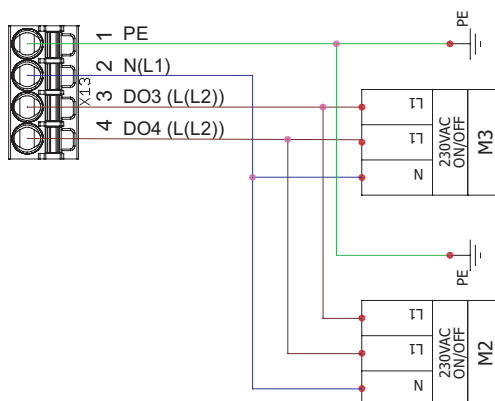 X13
1 PE
2 N(L1)
3 DO3 (L(L2))
4 DO4 (L(L2))
PE
L1
L1
N
230VAC
ON/OFF
M3
PE
L1
L1
N
230VAC
ON/OFF
M2